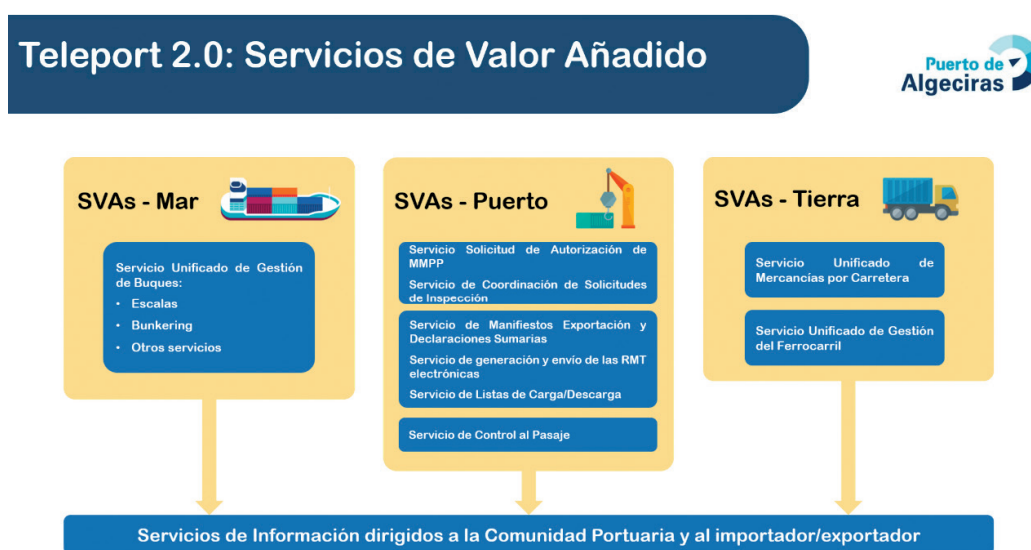 Teleport 2.0: Servicios de Valor Añadido
Puerto de
Algeciras
SVAs - Mar
Servicio Unificado de Gestión
de Buques:
• Escalas
• Bunkering
• Otros servicios
SVAs - Puerto
Servicio Solicitud de Autorización de
MMPP
Servicio de Coordinación de Solicitudes
de Inspección
Servicio de Manifiestos Exportación y
Declaraciones Sumarias
Servicio de generación y envío de las RMT
electrónicas
Servicio de Listas de Carga/Descarga
Servicio de Control al Pasaje
SVAs - Tierra
Servicio Unificado de
Mercancías por Carretera
Servicio Unificado de Gestión
del Ferrocarril
Servicios de Información dirigidos a la Comunidad Portuaria y al importador/exportador